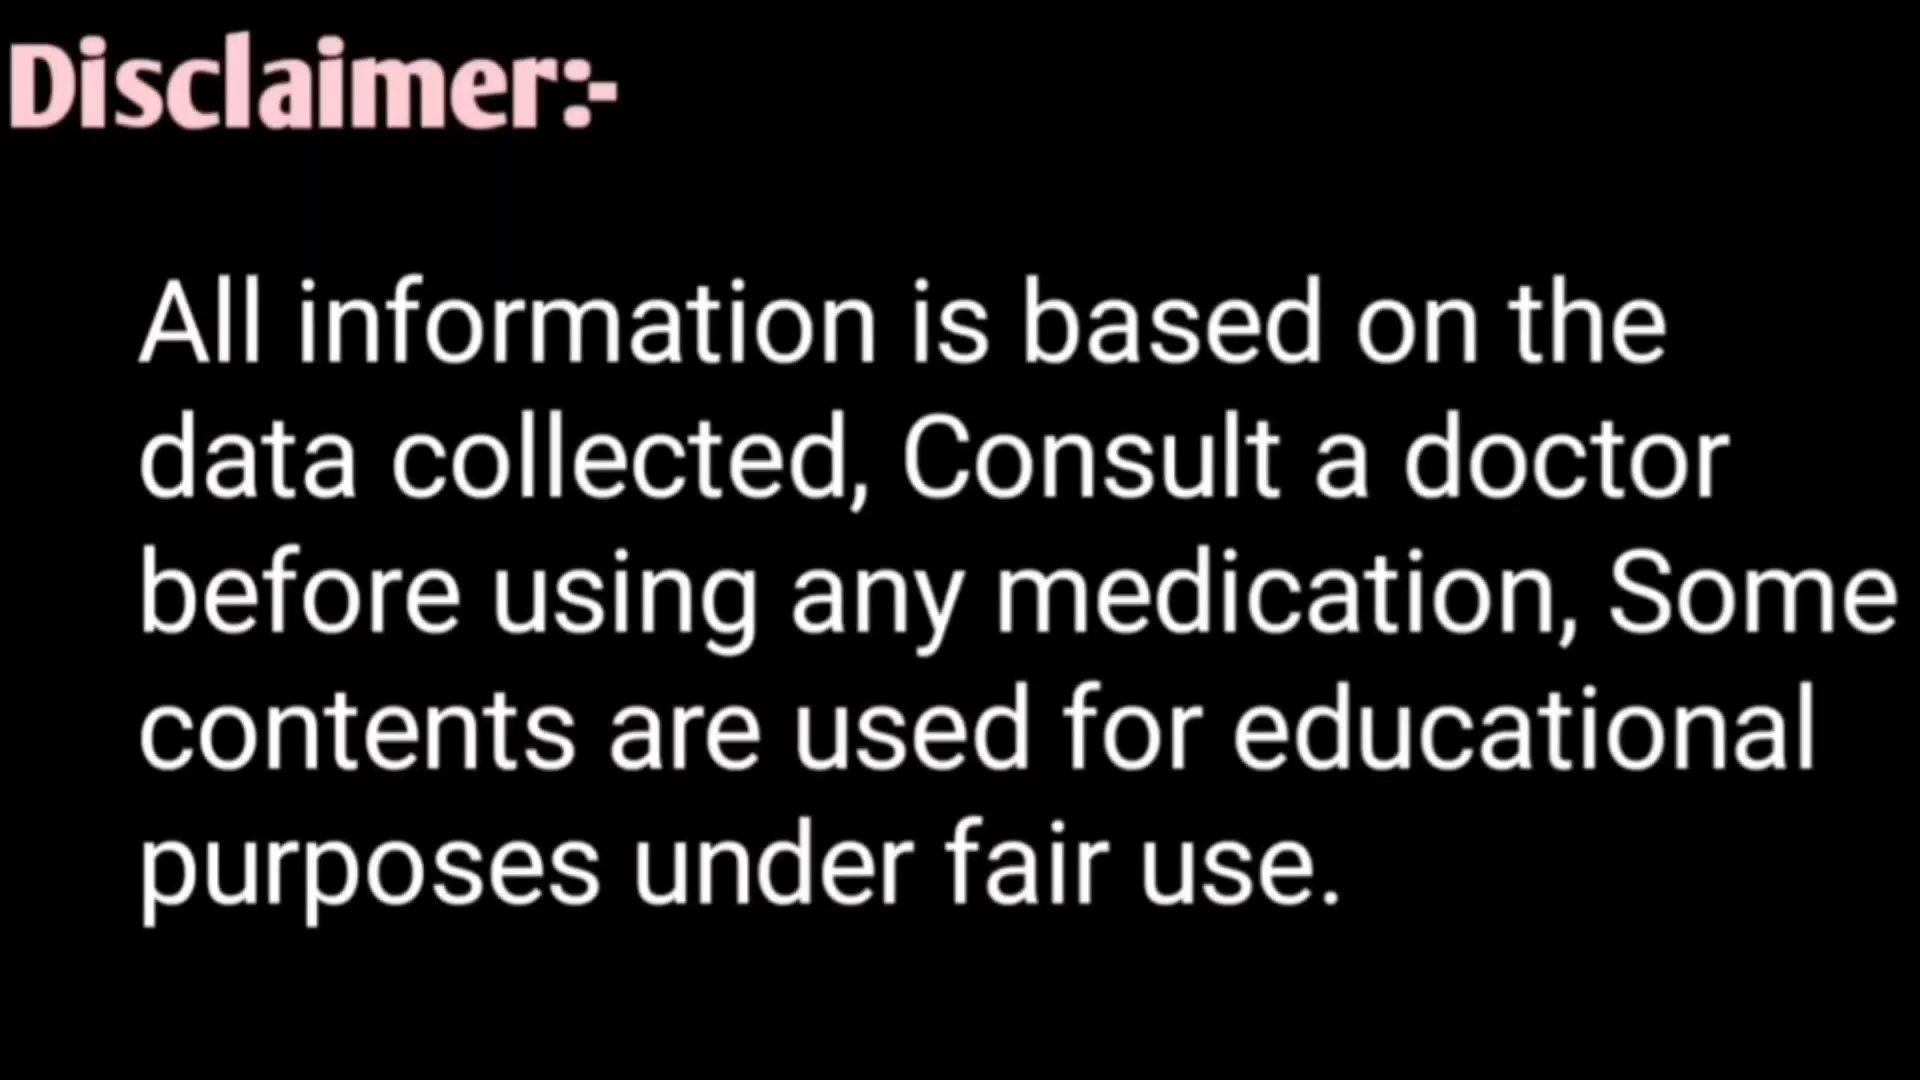 Disclaimer:-
All information is based on the
data collected, Consult a doctor
before using any medication, Some
contents are used for educational
purposes under fair use.